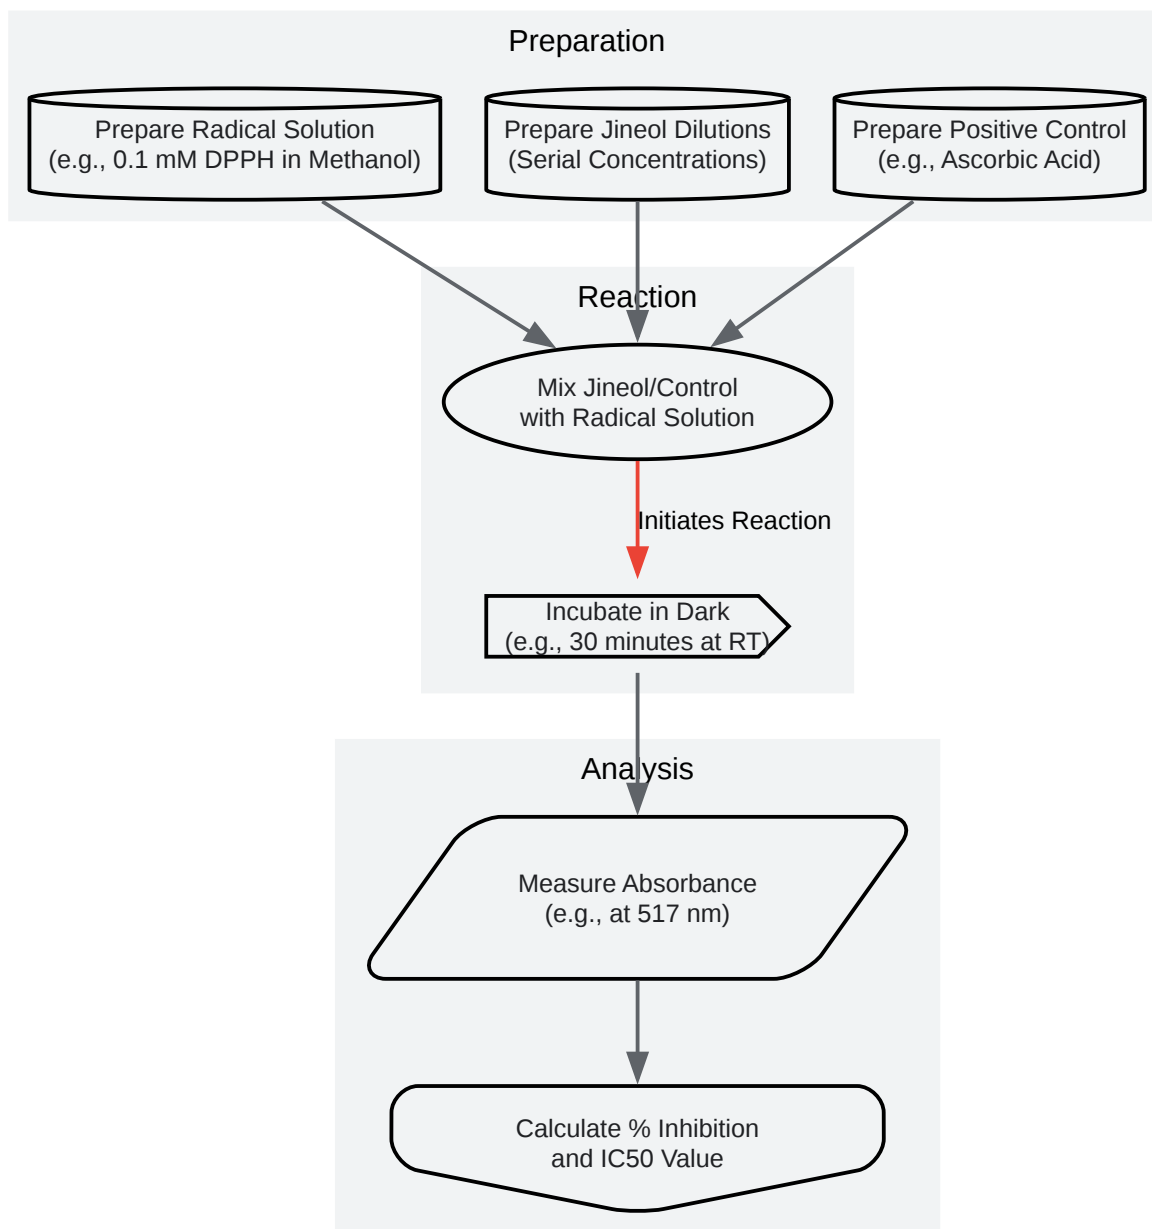 Preparation
Prepare Radical Solution
(e.g., 0.1 mM DPPH in Methanol)
Prepare Jineol Dilutions
(Serial Concentrations)
Prepare Positive Control
(e.g., Ascorbic Acid)
Reaction
Mix Jineol/Control
with Radical Solution
Initiates Reaction
Incubate in Dark
(e.g., 30 minutes at RT)
Analysis
Measure Absorbance
(e.g., at 517 nm)
Calculate % Inhibition
and IC50 Value